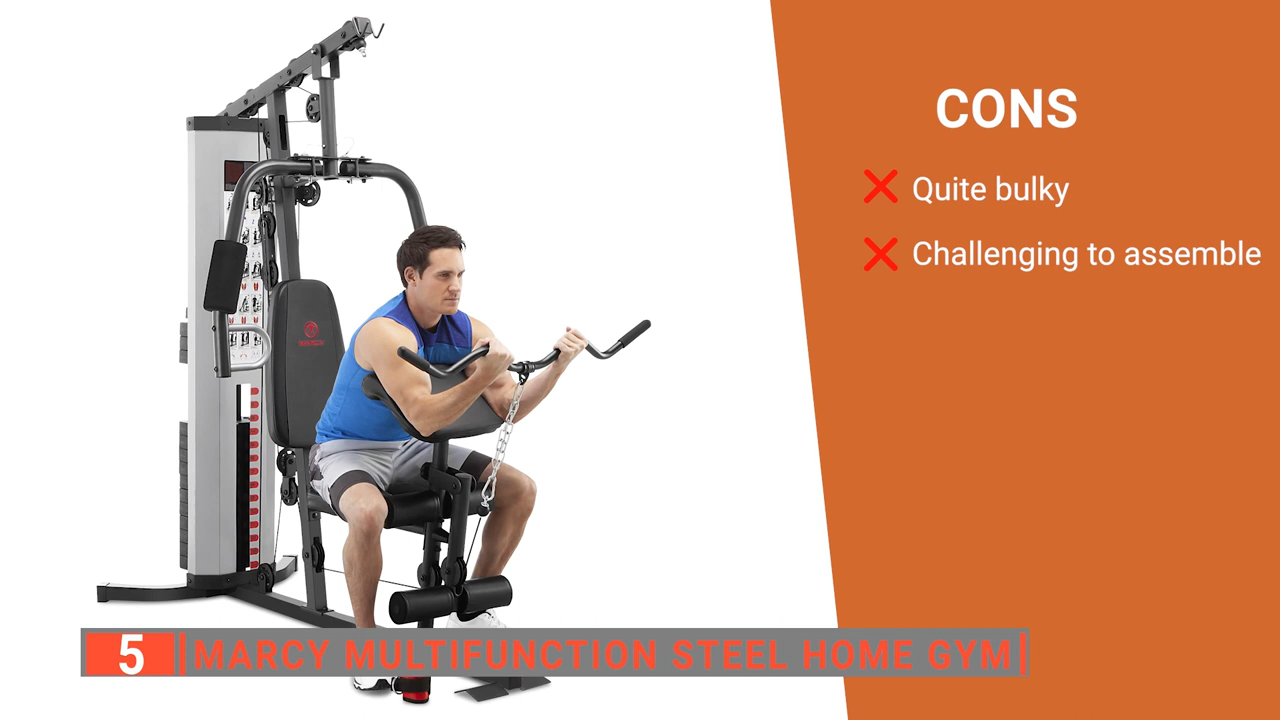 CONS
Quite bulky
Challenging to assemble
5 MARCY MULTIFUNCTION STEEL HOME GYM